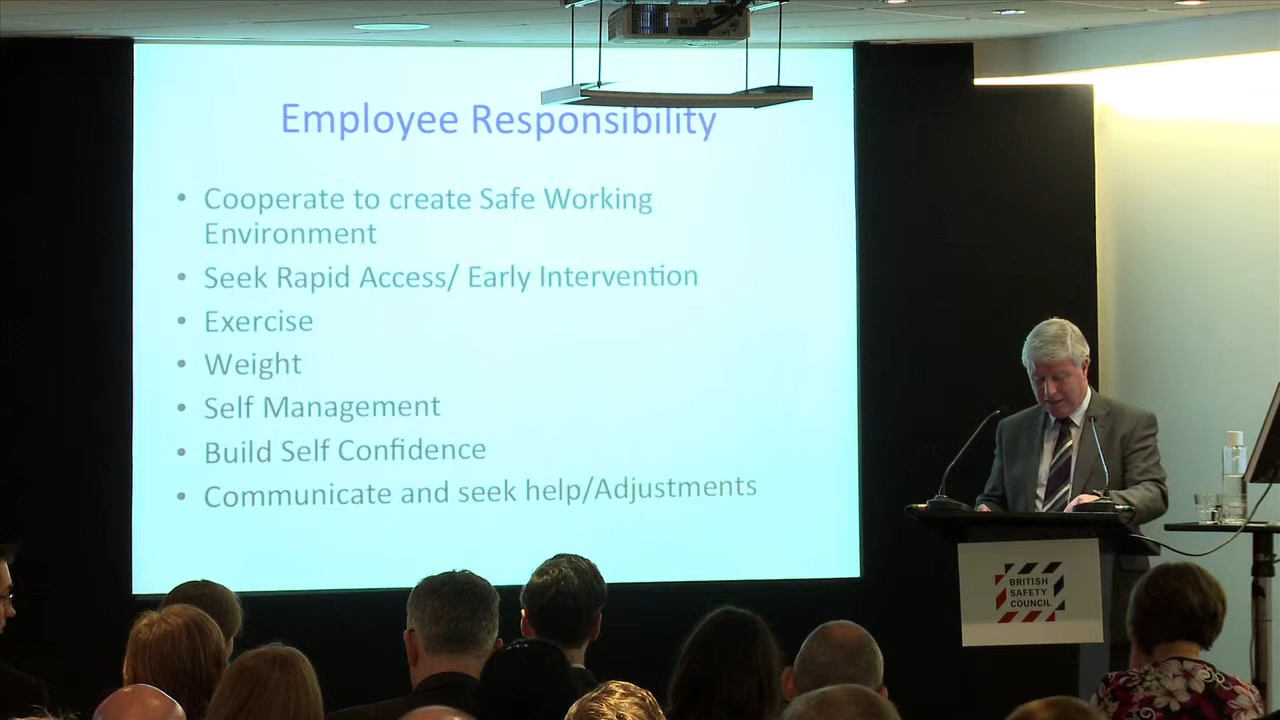 Employee Responsibility
• Cooperate to create Safe Working
Environment
• Seek Rapid Access/ Early Intervention
• Exercise
• Weight
• Self Management
• Build Self Confidence
• Communicate and seek help/Adjustments
BRITISH
SAFETY
COUNCIL